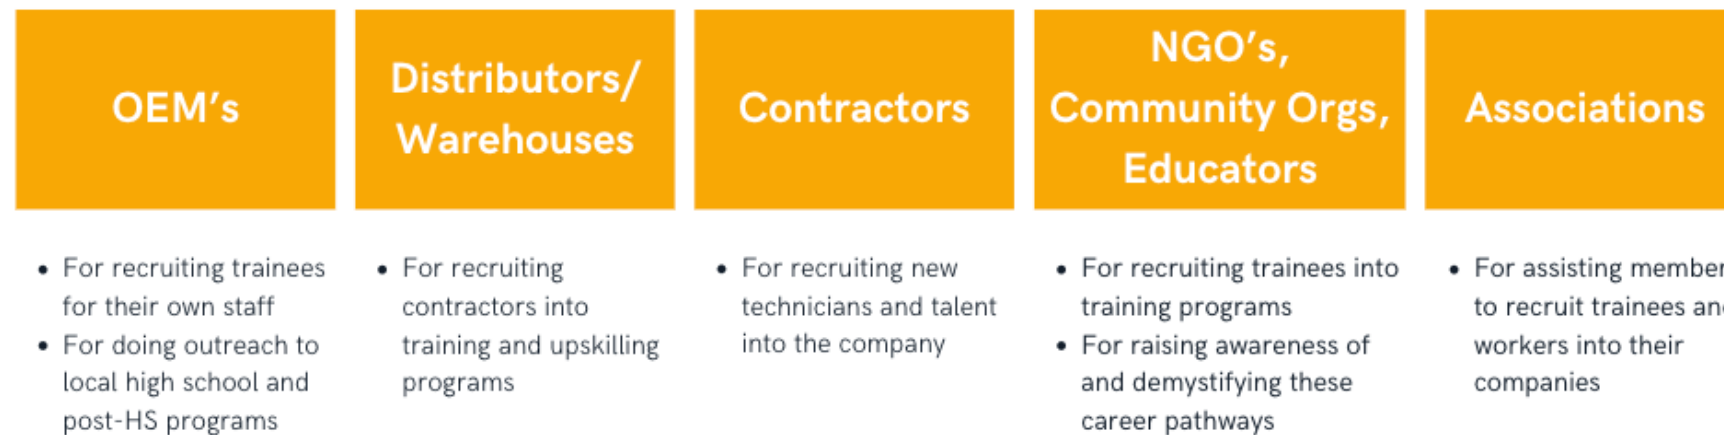 OEM's
Distributors/
Warehouses
Contractors
NGO's,
Community Orgs,
Educators
Associations
• For recruiting trainees
for their own staff
• For doing outreach to
local high school and
post-HS programs
• For recruiting
contractors into
training and upskilling
programs
• For recruiting new
technicians and talent
into the company
• For recruiting trainees into
training programs
• For raising awareness of
and demystifying these
career pathways
• For assisting member
to recruit trainees an
workers into their
companies